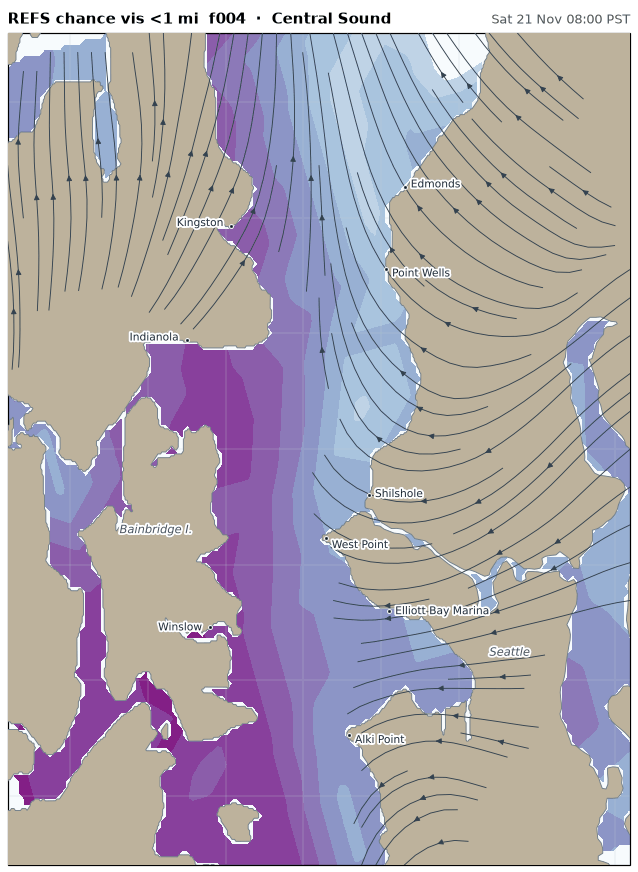 REFS chance vis <1 mi f004 · Central Sound
Sat 21 Nov 08:00 PST
Edmonds
Kingston
Point Wells
Indianola
Shilshole
Bainbridge I.
West Point
Elliott Bay Marina
Winslow
Seattle
Alki Point